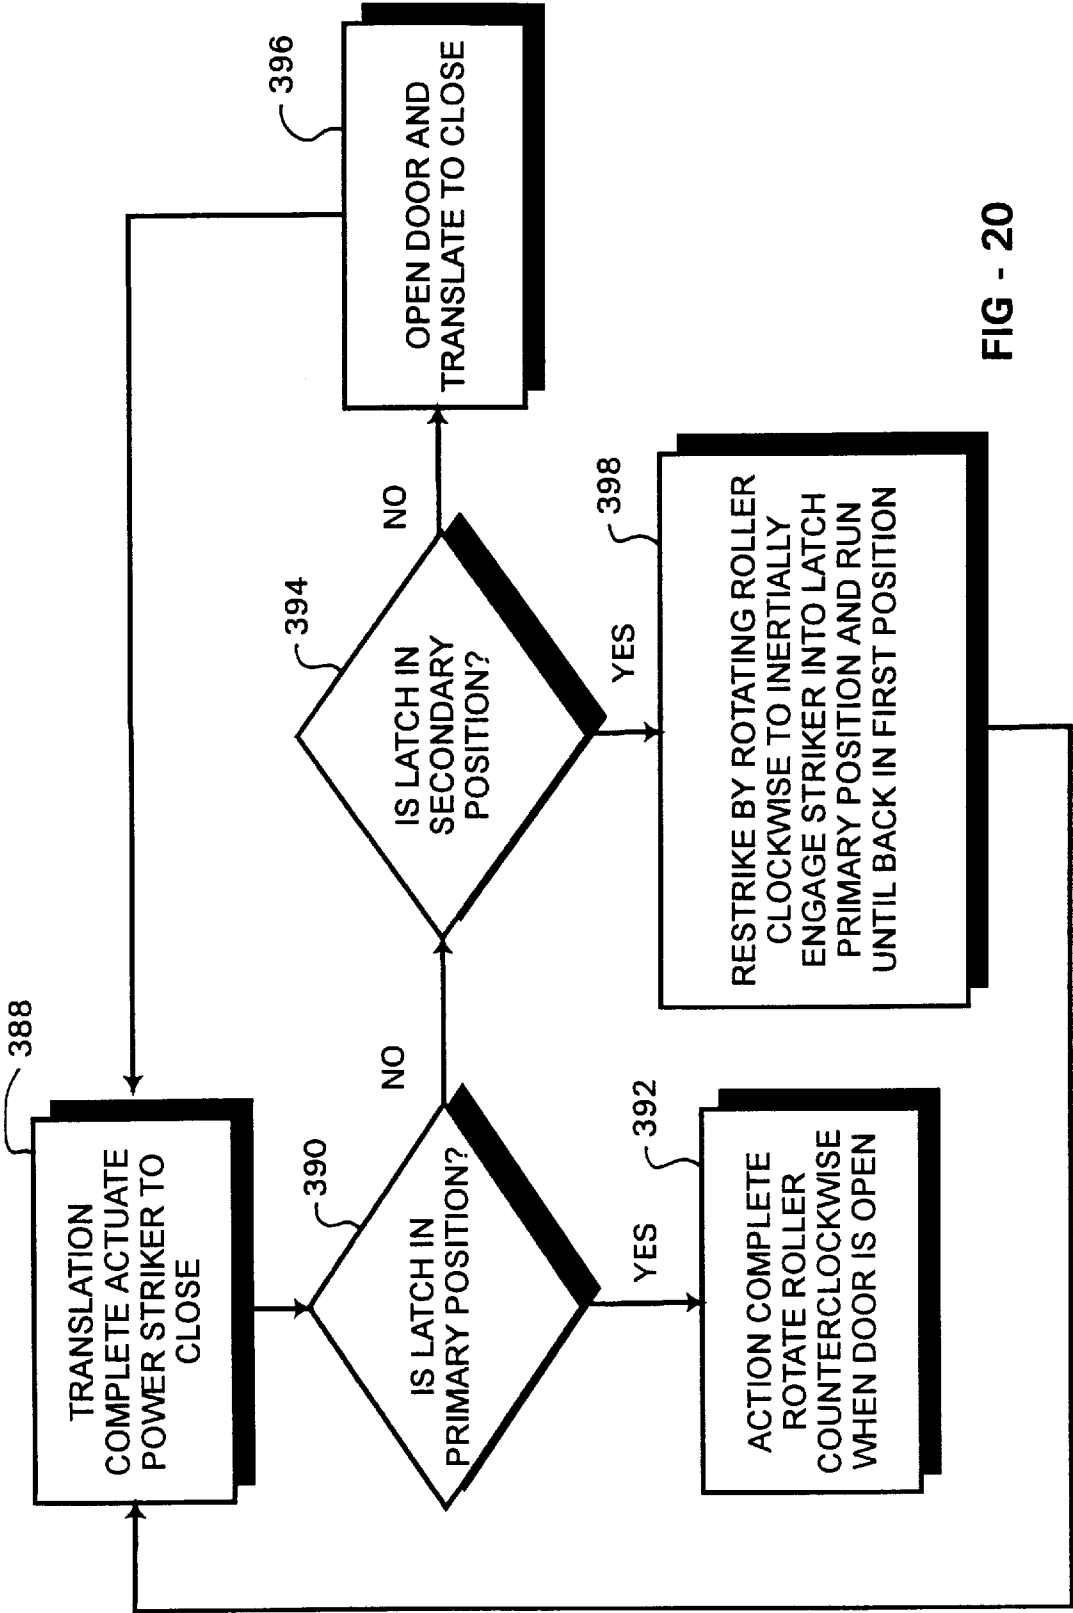 388
TRANSLATION
COMPLETE ACTUATE
POWER STRIKER TO
CLOSE
390
IS LATCH IN
PRIMARY POSITION?
NO
YES
392
ACTION COMPLETE
ROTATE ROLLER
COUNTERCLOCKWISE
WHEN DOOR IS OPEN
394
IS LATCH IN
SECONDARY
POSITION?
NO
YES
396
OPEN DOOR AND
TRANSLATE TO CLOSE
398
RESTRIKE BY ROTATING ROLLER
CLOCKWISE TO INERTIALLY
ENGAGE STRIKER INTO LATCH
PRIMARY POSITION AND RUN
UNTIL BACK IN FIRST POSITION
FIG - 20